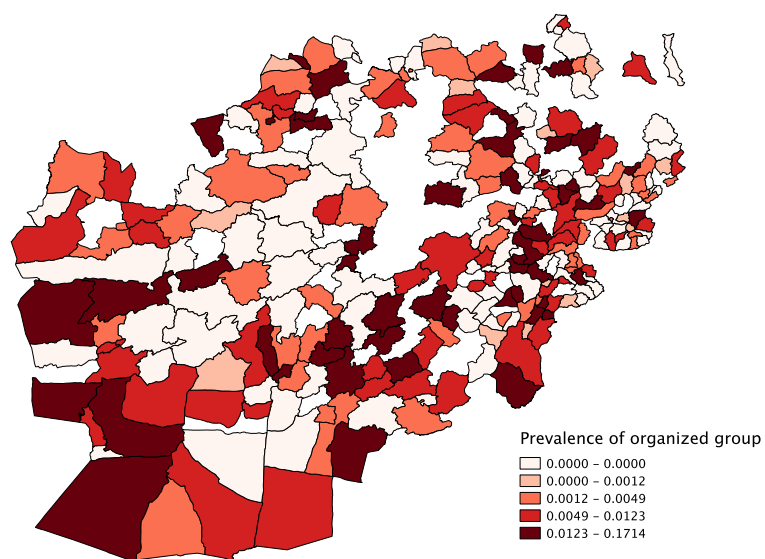 Prevalence of organized group
0.0000 – 0.0000
0.0000 – 0.0012
0.0012 – 0.0049
0.0049 – 0.0123
0.0123 – 0.1714